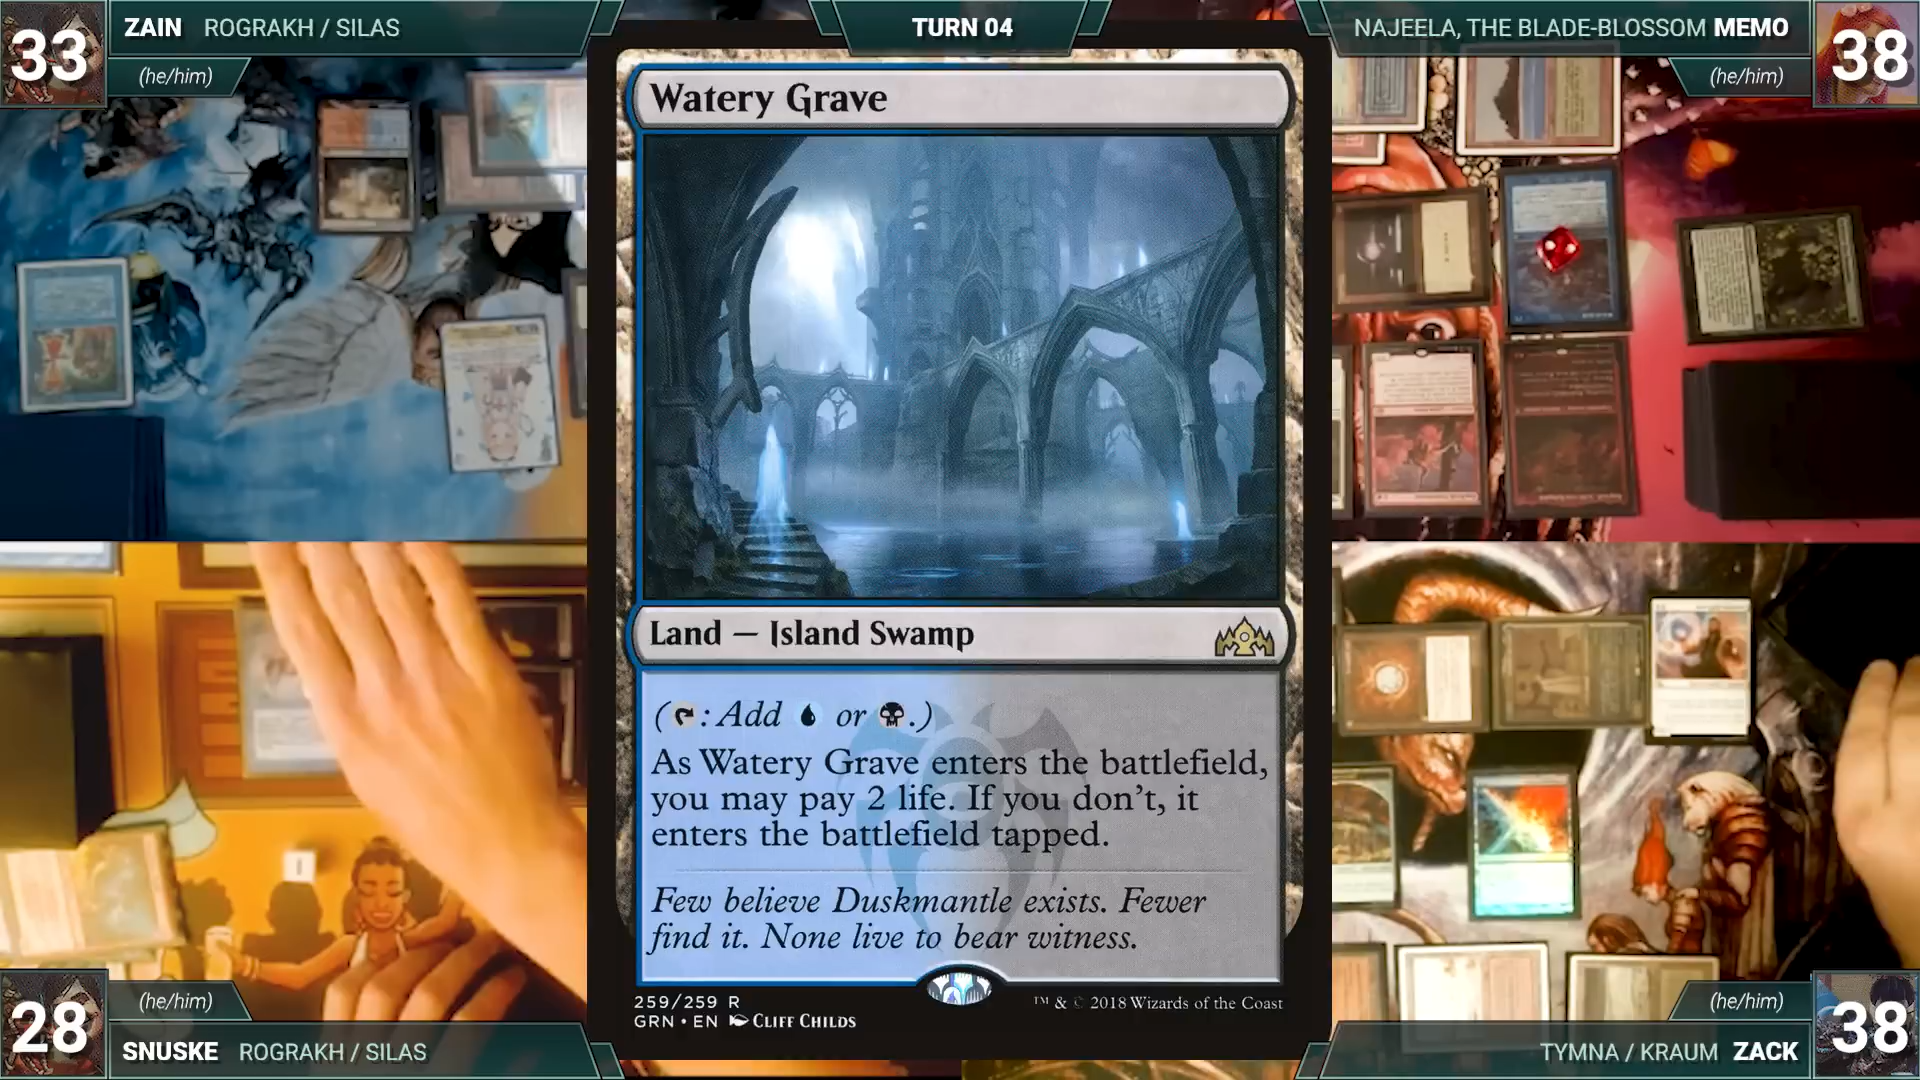 33
ZAIN ROGRAKH / SILAS
(he/him)
TURN 04
NAJEELA, THE BLADE-BLOSSOM MEMO
(he/him)
38
Watery Grave
Land — Island Swamp
( : Add or .)
As Watery Grave enters the battlefield,
you may pay 2 life. If you don't, it
enters the battlefield tapped.
Few believe Duskmantle exists. Fewer
find it. None live to bear witness.
259/259 R
GRN • EN CLIFF CHILDS
™ & © 2018 Wizards of the Coast
28
(he/him)
SNUSKE ROGRAKH / SILAS
(he/him)
TYMNA / KRAUM ZACK
38